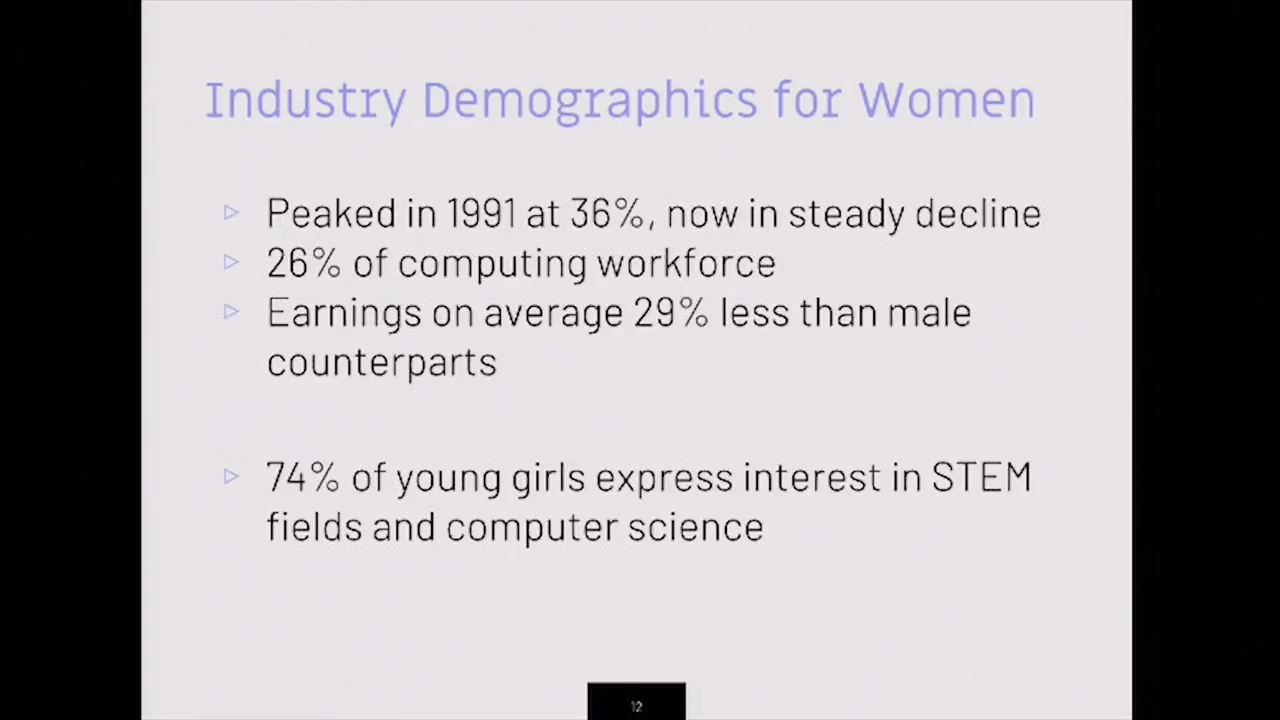 Industry Demographics for Women
▹ Peaked in 1991 at 36%, now in steady decline
▹ 26% of computing workforce
▹ Earnings on average 29% less than male
counterparts
▹ 74% of young girls express interest in STEM
fields and computer science
12